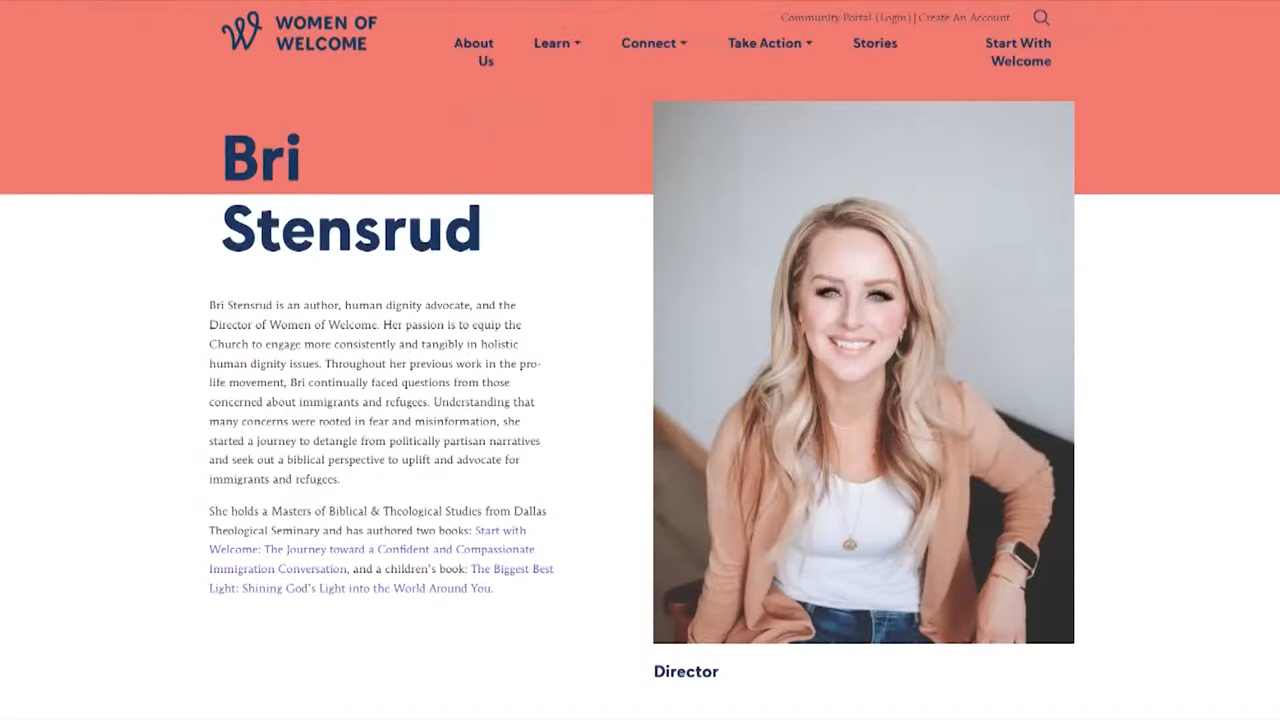 WOMEN OF
WELCOME
Community Portal (Login) | Create An Account
About
Us
Learn
Connect
Take Action
Stories
Start With
Welcome
Bri
Stensrud
Bri Stensrud is an author, human dignity advocate, and the
Director of Women of Welcome. Her passion is to equip the
Church to engage more consistently and tangibly in holistic
human dignity issues. Throughout her previous work in the pro-
life movement, Bri continually faced questions from those
concerned about immigrants and refugees. Understanding that
many concerns were rooted in fear and misinformation, she
started a journey to detangle from politically partisan narratives
and seek out a biblical perspective to uplift and advocate for
immigrants and refugees.
She holds a Masters of Biblical & Theological Studies from Dallas
Theological Seminary and has authored two books: Start with
Welcome: The Journey toward a Confident and Compassionate
Immigration Conversation, and a children's book: The Biggest Best
Light: Shining God's Light into the World Around You.
Director